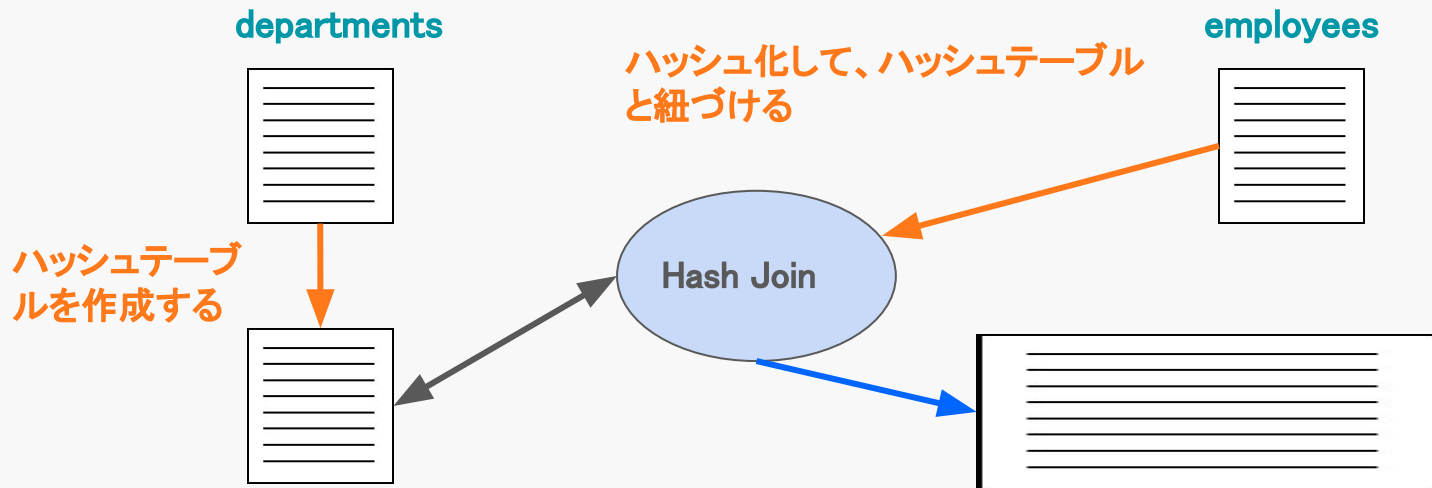 departments
employees
ハッシュ化して、ハッシュテーブル
と紐づける
ハッシュテーブ
ルを作成する
Hash Join